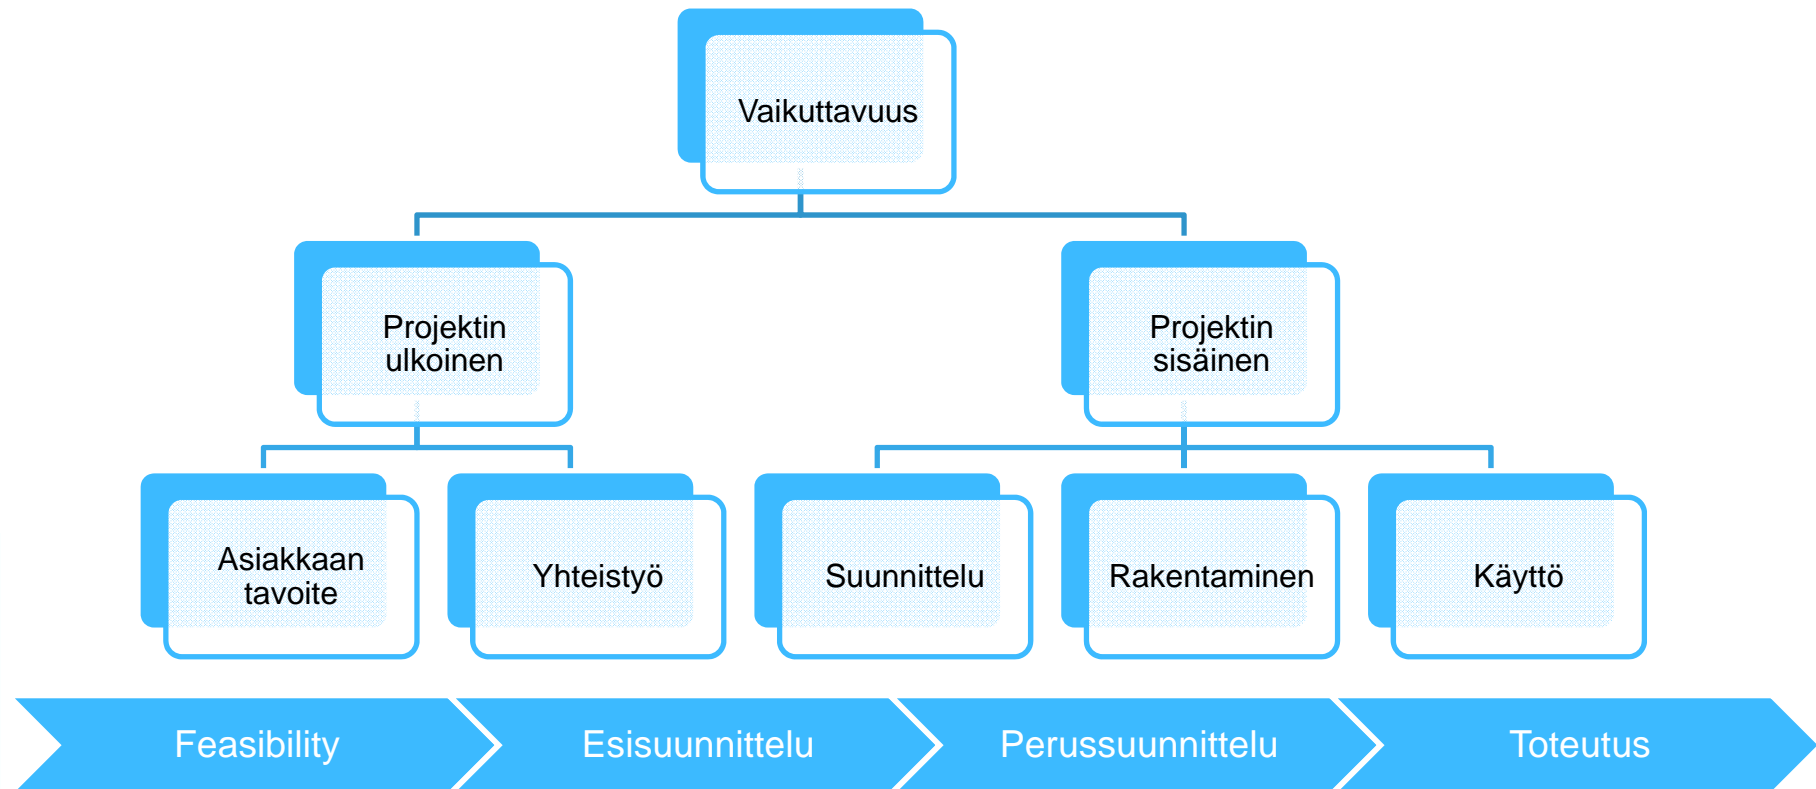 Vaikuttavuus
Projektin
ulkoinen
Projektin
sisäinen
Asiakkaan
tavoite
Yhteistyö
Suunnittelu
Rakentaminen
Käyttö
Feasibility
Esisuunnittelu
Perussuunnittelu
Toteutus